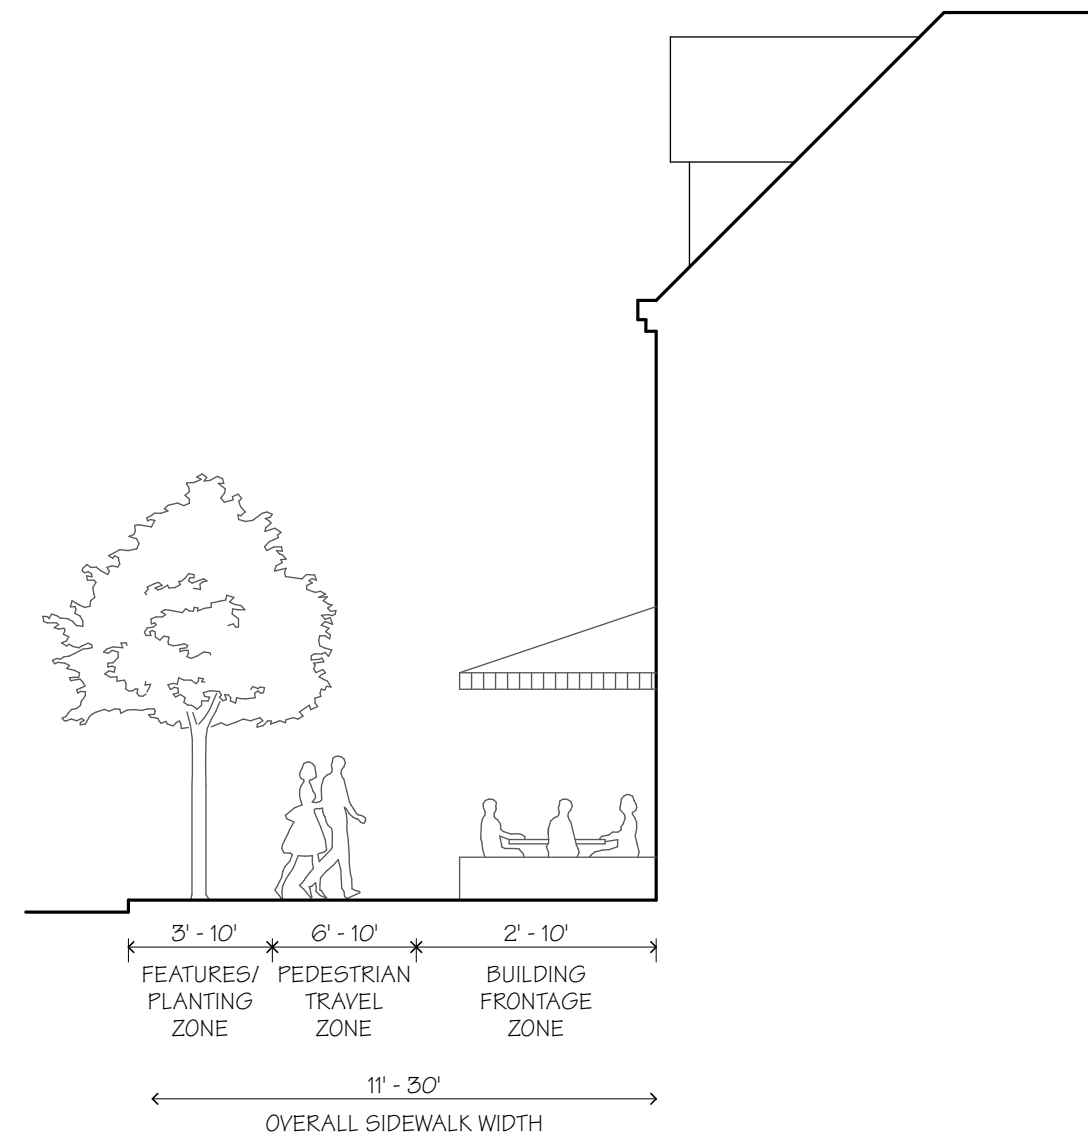 3' - 10'
6' - 10'
2' - 10'
FEATURES/
PLANTING
ZONE
PEDESTRIAN
TRAVEL
ZONE
BUILDING
FRONTAGE
ZONE
11' - 30'
OVERALL SIDEWALK WIDTH